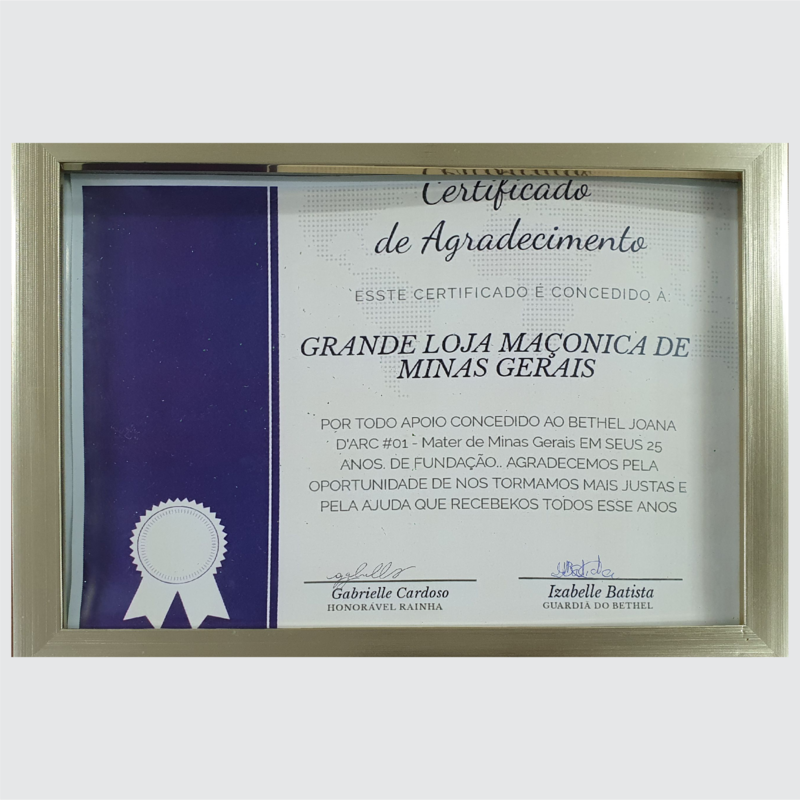 Certificado
de Agradecimento
ESSTE CERTIFICADO É CONCEDIDO À:
GRANDE LOJA MAÇONICA DE
MINAS GERAIS
POR TODO APOIO CONCEDIDO AO BETHEL JOANA
D'ARC #01 - Mater de Minas Gerais EM SEUS 25
ANOS. DE FUNDAÇÃO.. AGRADECEMOS PELA
OPORTUNIDADE DE NOS TORMAMOS MAIS JUSTAS E
PELA AJUDA QUE RECEBEKOS TODOS ESSE ANOS
Gabrielle Cardoso
HONORÁVEL RAINHA
Izabelle Batista
GUARDIÃ DO BETHEL